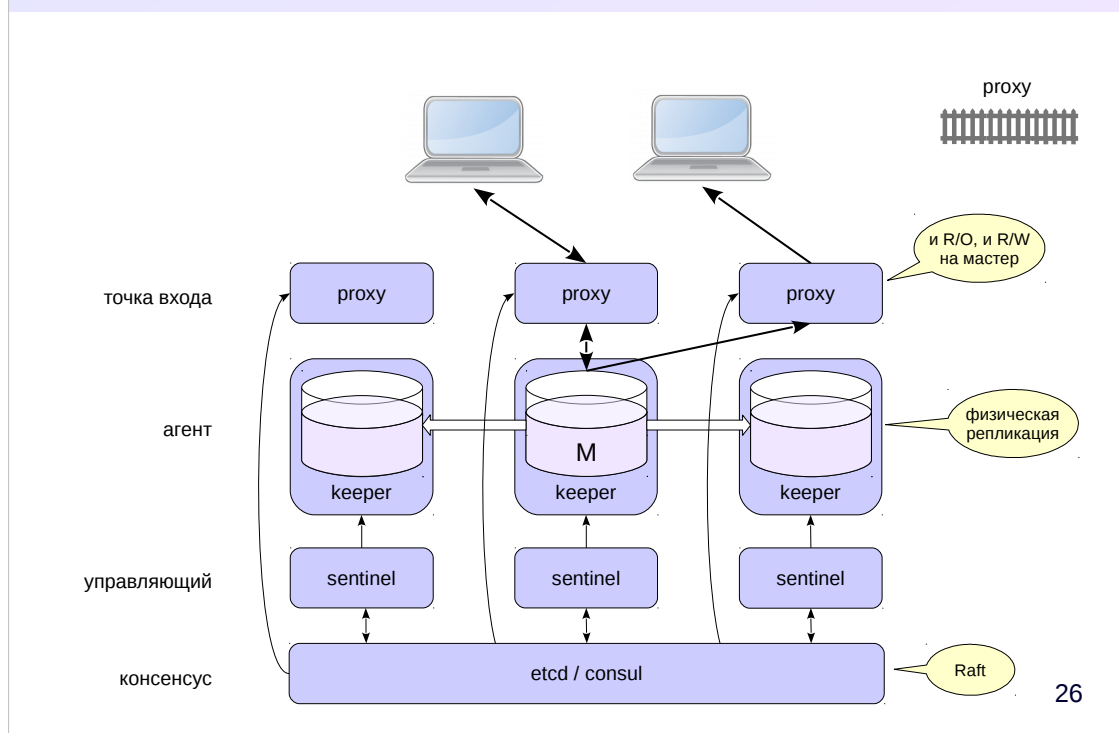 proxy
и R/O, и R/W
на мастер
точка входа
proxy
proxy
proxy
агент
M
физическая
репликация
keeper
keeper
keeper
управляющий
sentinel
sentinel
sentinel
консенсус
etcd / consul
Raft
26